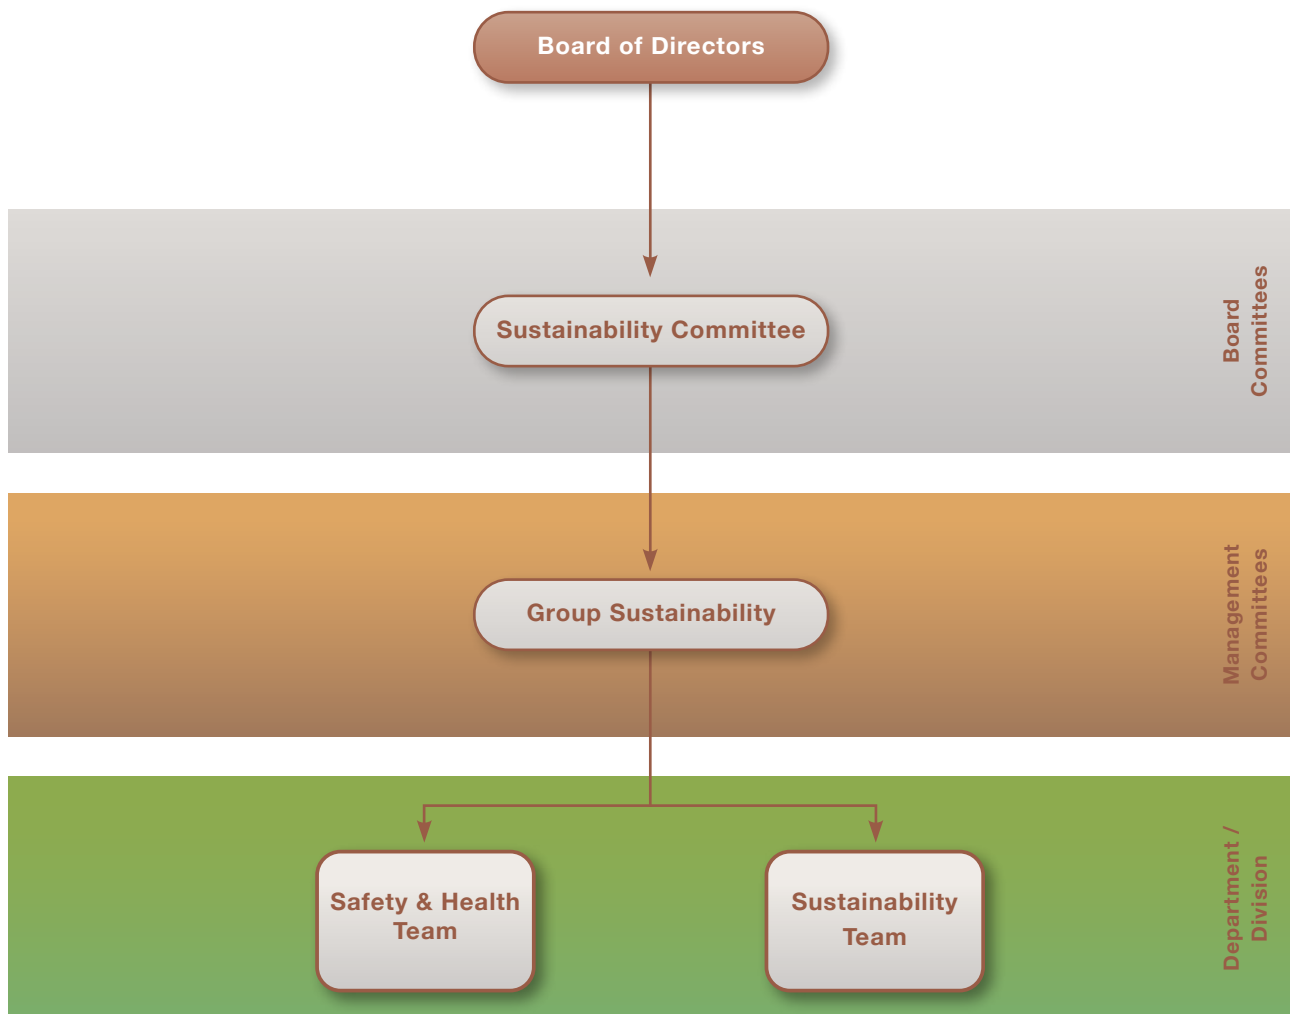 Board of Directors
Sustainability Committee
Board
Committees
Group Sustainability
Management
Committees
Safety & Health
Team
Sustainability
Team
Department /
Division